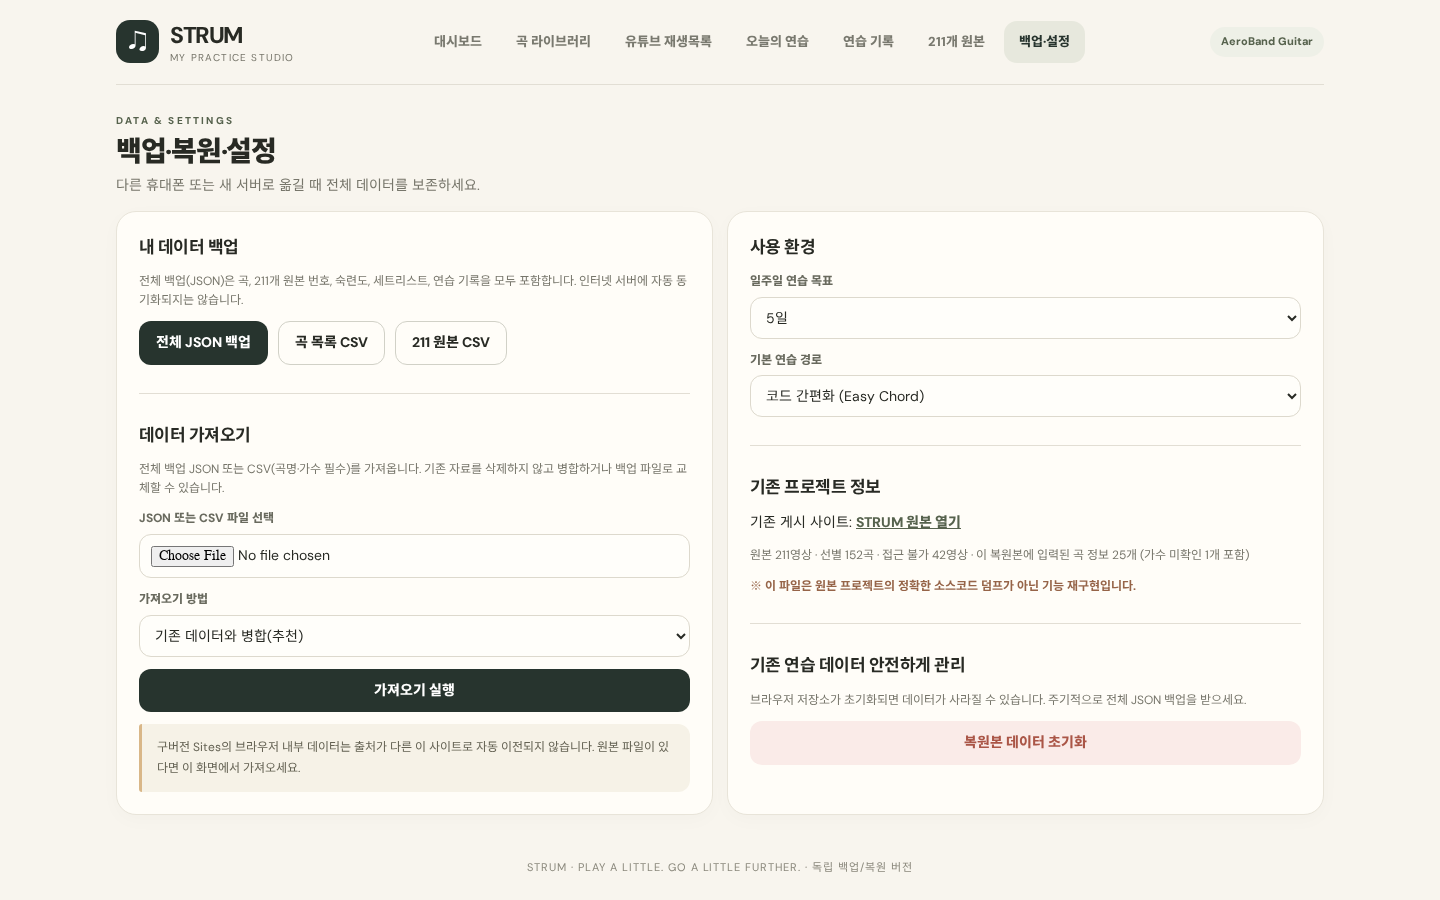 STRUM
MY PRACTICE STUDIO
대시보드
곡 라이브러리
유튜브 재생목록
오늘의 연습
연습 기록
211개 원본
백업·설정
AeroBand Guitar
DATA & SETTINGS
백업·복원·설정
다른 휴대폰 또는 새 서버로 옮길 때 전체 데이터를 보존하세요.
내 데이터 백업
전체 백업(JSON)은 곡, 211개 원본 번호, 숙련도, 세트리스트, 연습 기록을 모두 포함합니다. 인터넷 서버에 자동 동
기화되지는 않습니다.
전체 JSON 백업
곡 목록 CSV
211 원본 CSV
데이터 가져오기
전체 백업 JSON 또는 CSV(곡명·가수 필수)를 가져옵니다. 기존 자료를 삭제하지 않고 병합하거나 백업 파일로 교
체할 수 있습니다.
JSON 또는 CSV 파일 선택
Choose File No file chosen
가져오기 방법
기존 데이터와 병합(추천)
가져오기 실행
구버전 Sites의 브라우저 내부 데이터는 출처가 다른 이 사이트로 자동 이전되지 않습니다. 원본 파일이 있
다면 이 화면에서 가져오세요.
사용 환경
일주일 연습 목표
5일
기본 연습 경로
코드 간편화 (Easy Chord)
기존 프로젝트 정보
기존 게시 사이트: STRUM 원본 열기
원본 211영상 · 선별 152곡 · 접근 불가 42영상 · 이 복원본에 입력된 곡 정보 25개 (가수 미확인 1개 포함)
※ 이 파일은 원본 프로젝트의 정확한 소스코드 덤프가 아닌 기능 재구현입니다.
기존 연습 데이터 안전하게 관리
브라우저 저장소가 초기화되면 데이터가 사라질 수 있습니다. 주기적으로 전체 JSON 백업을 받으세요.
복원본 데이터 초기화
STRUM · PLAY A LITTLE. GO A LITTLE FURTHER. · 독립 백업/복원 버전